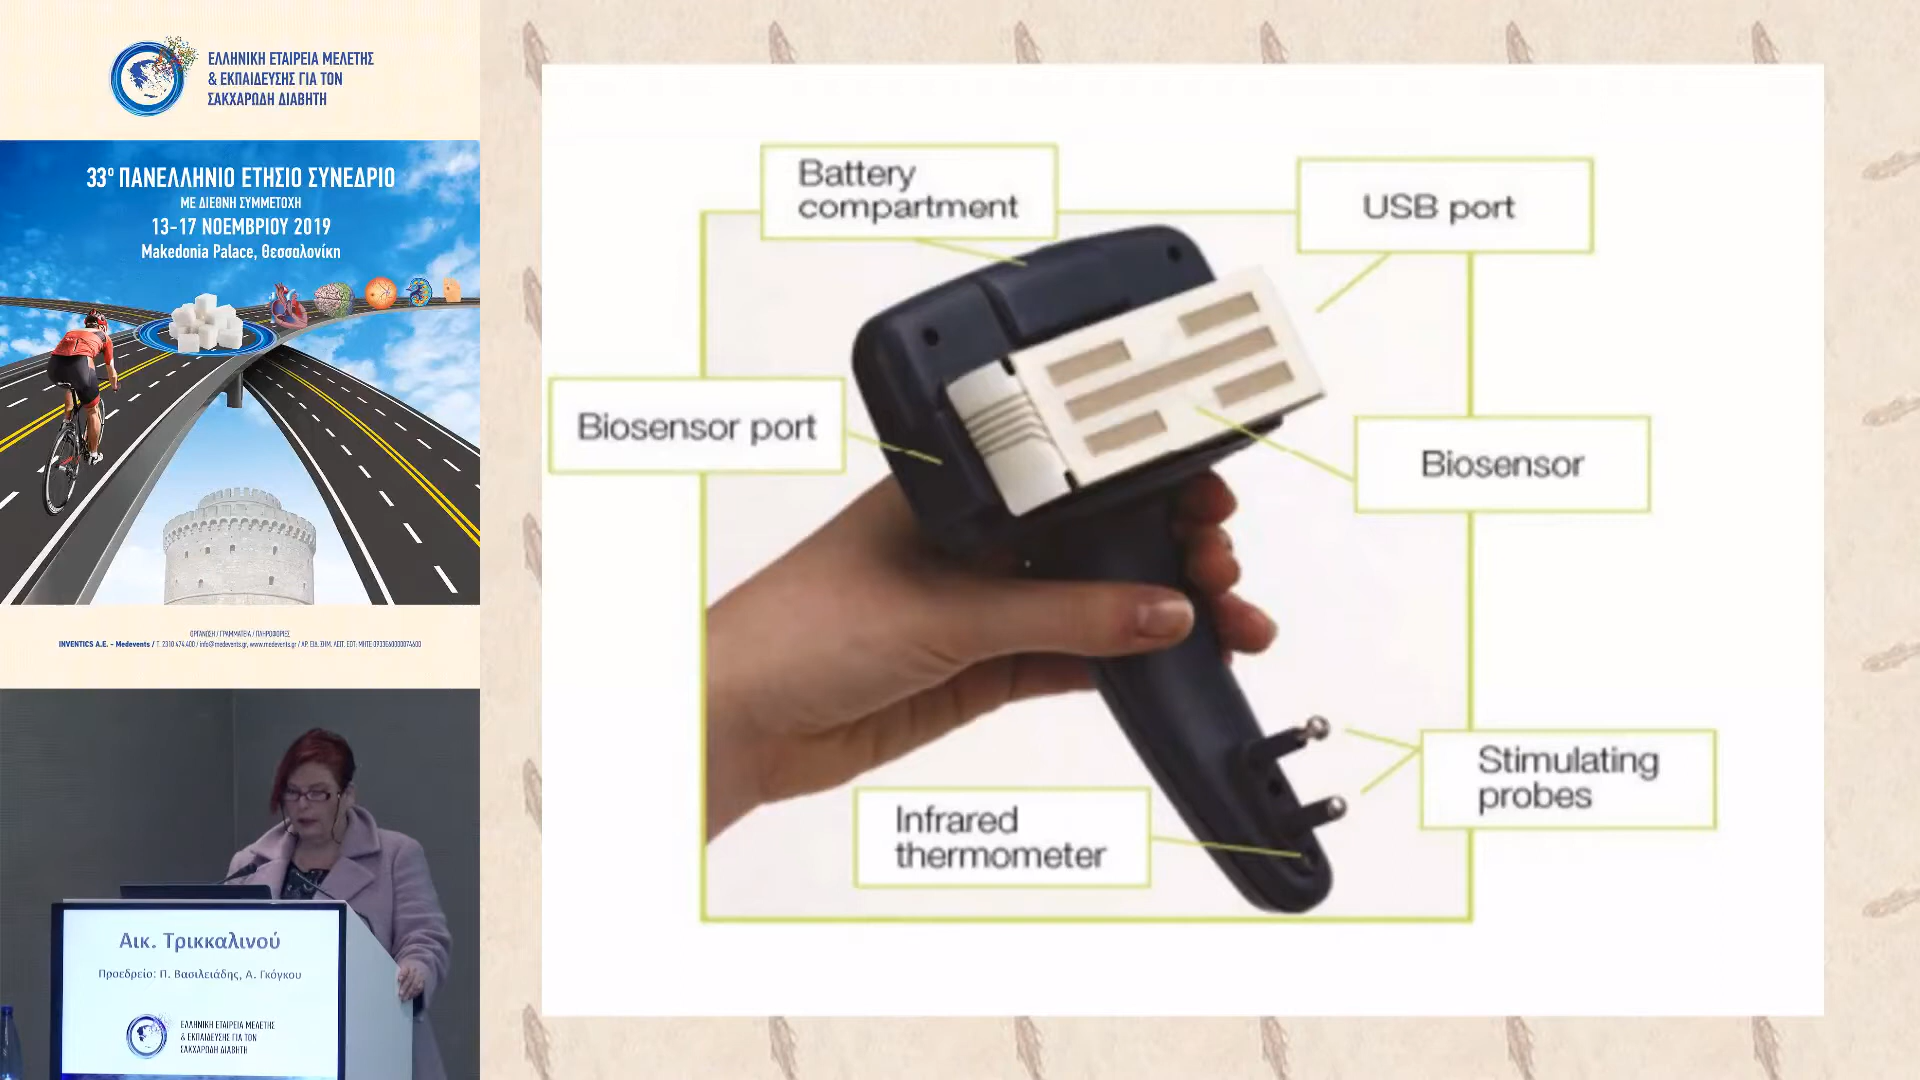 ΕΛΛΗΝΙΚΗ ΕΤΑΙΡΕΙΑ ΜΕΛΕΤΗΣ
& ΕΚΠΑΙΔΕΥΣΗΣ ΓΙΑ ΤΟΝ
ΣΑΚΧΑΡΩΔΗ ΔΙΑΒΗΤΗ
33ο ΠΑΝΕΛΛΗΝΙΟ ΕΤΗΣΙΟ ΣΥΝΕΔΡΙΟ
ΜΕ ΔΙΕΘΝΗ ΣΥΜΜΕΤΟΧΗ
13-17 ΝΟΕΜΒΡΙΟΥ 2019
Makedonia Palace, Θεσσαλονίκη
ΟΡΓΑΝΩΣΗ / ΓΡΑΜΜΑΤΕΙΑ / ΠΛΗΡΟΦΟΡΙΕΣ
INVENTICS A.E. - Medevents / Τ. 2310 474.400 / info@medevents.gr, www.medevents.gr
Αικ. Τρικκαλινού
Προεδρείο: Π. Βασιλειάδης, Α. Γκόγκου
ΕΛΛΗΝΙΚΗ ΕΤΑΙΡΕΙΑ ΜΕΛΕΤΗΣ
& ΕΚΠΑΙΔΕΥΣΗΣ ΓΙΑ ΤΟΝ
ΣΑΚΧΑΡΩΔΗ ΔΙΑΒΗΤΗ
Battery
compartment
USB port
Biosensor port
Biosensor
Stimulating
probes
Infrared
thermometer